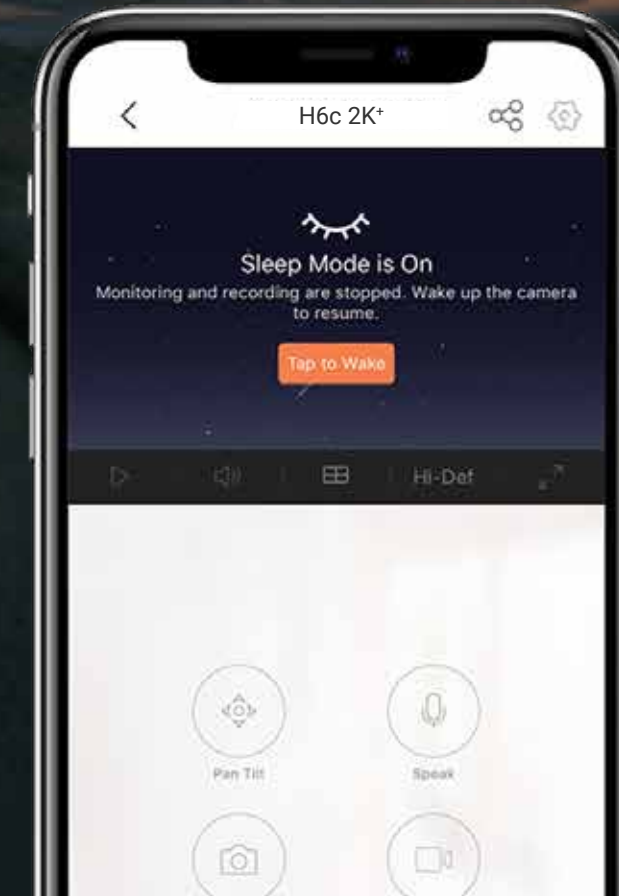 H6c 2K⁺
Sleep Mode is On
Monitoring and recording are stopped. Wake up the camera
to resume.
Tap to Wake
Hi-Def
Pan Tilt
Speak